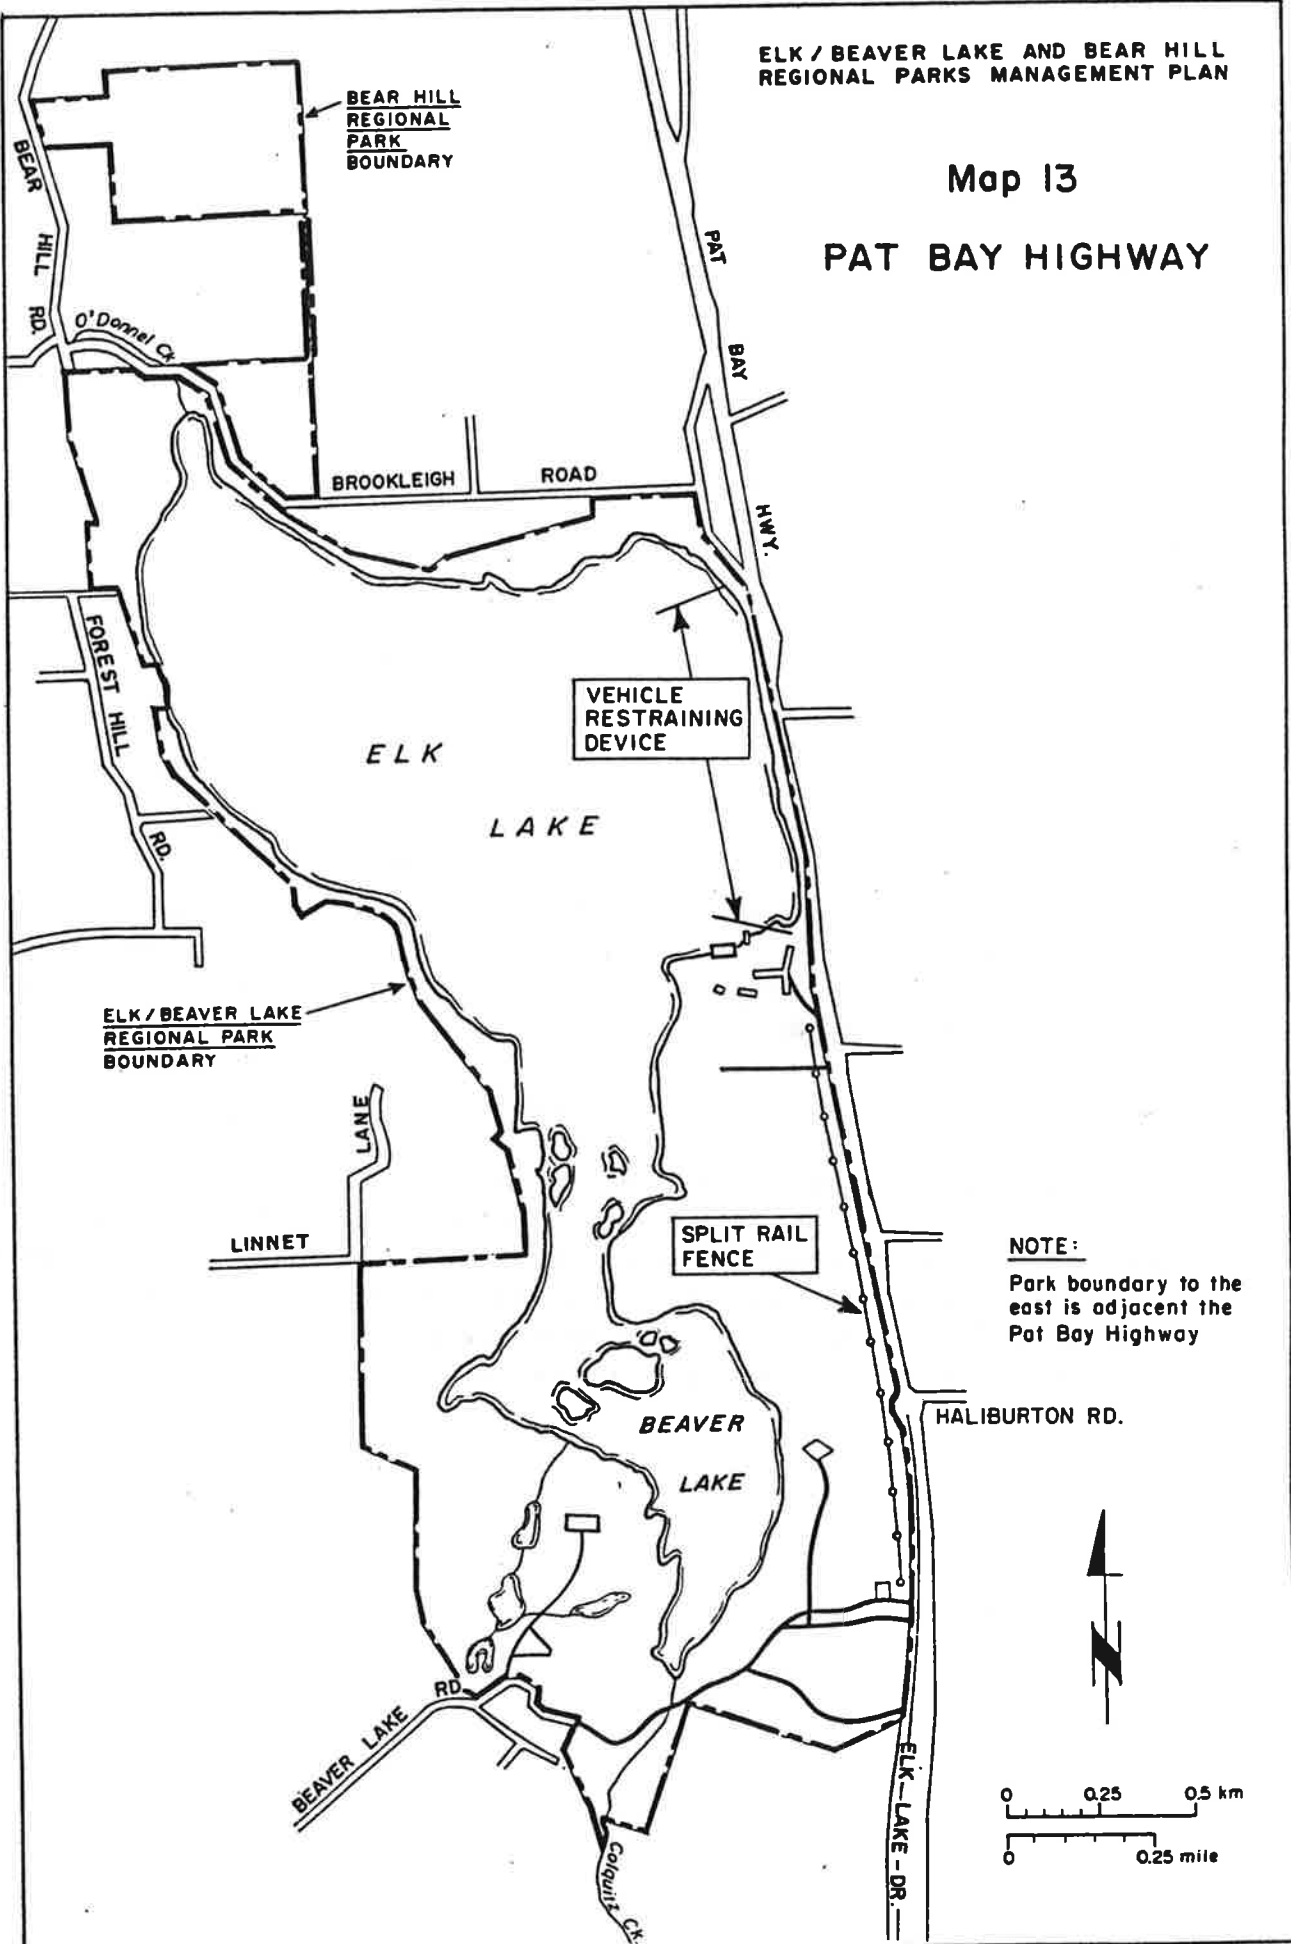 ELK / BEAVER LAKE AND BEAR HILL
REGIONAL PARKS MANAGEMENT PLAN
Map 13
PAT BAY HIGHWAY
BEAR HILL
REGIONAL
PARK
BOUNDARY
BEAR HILL RD.
O'Donnel Ck
PAT BAY HWY.
BROOKLEIGH ROAD
FOREST HILL RD.
VEHICLE
RESTRAINING
DEVICE
ELK
LAKE
ELK / BEAVER LAKE
REGIONAL PARK
BOUNDARY
LINNET LANE
SPLIT RAIL
FENCE
NOTE:
Park boundary to the
east is adjacent the
Pat Bay Highway
HALIBURTON RD.
BEAVER
LAKE
BEAVER LAKE RD.
ELK-LAKE-DR.
Colquitz CK.
N
0 0.25 0.5 km
0 0.25 mile